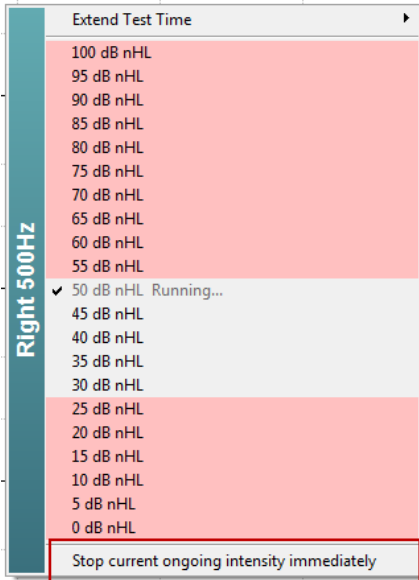 Extend Test Time
100 dB nHL
95 dB nHL
90 dB nHL
85 dB nHL
80 dB nHL
75 dB nHL
70 dB nHL
65 dB nHL
60 dB nHL
55 dB nHL
50 dB nHL Running...
45 dB nHL
40 dB nHL
35 dB nHL
30 dB nHL
25 dB nHL
20 dB nHL
15 dB nHL
10 dB nHL
5 dB nHL
0 dB nHL
Stop current ongoing intensity immediately
Right 500Hz